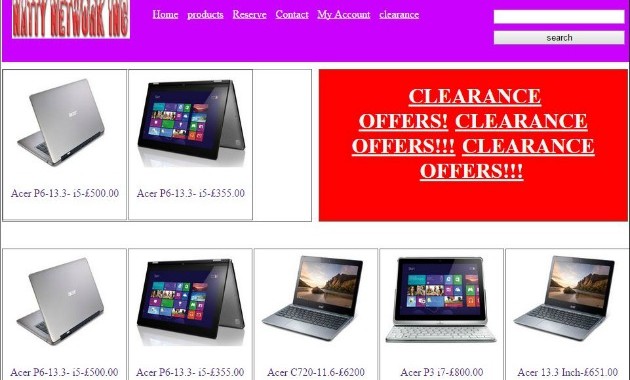 NATTY NETWORK INC
Home products Reserve Contact My Account clearance
search
Acer P6-13.3- i5-£500.00
Acer P6-13.3- i5-£355.00
CLEARANCE
OFFERS! CLEARANCE
OFFERS!!! CLEARANCE
OFFERS!!!
Acer P6-13.3- i5-£500.00
Acer P6-13.3- i5-£355.00
Acer C720-11.6-£6200
Acer P3 i7-£800.00
Acer 13.3 Inch-£651.00